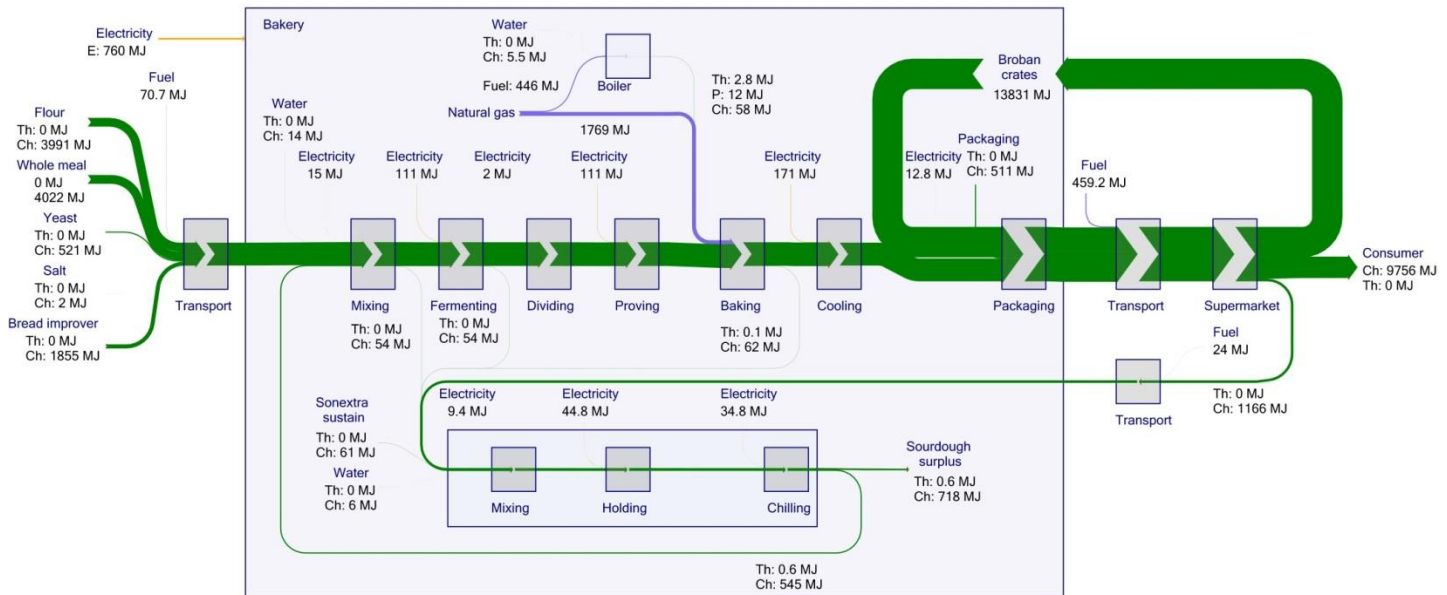 Electricity
E: 760 MJ
Bakery
Water
Th: 0 MJ
Ch: 5.5 MJ
Fuel
70.7 MJ
Fuel: 446 MJ
Boiler
Th: 2.8 MJ
P: 12 MJ
Ch: 58 MJ
Broban
crates
13831 MJ
Flour
Th: 0 MJ
Ch: 3991 MJ
Water
Th: 0 MJ
Ch: 14 MJ
Natural gas
1769 MJ
Whole meal
0 MJ
4022 MJ
Electricity
15 MJ
Electricity
111 MJ
Electricity
2 MJ
Electricity
111 MJ
Electricity
171 MJ
Electricity
12.8 MJ
Packaging
Th: 0 MJ
Ch: 511 MJ
Fuel
459.2 MJ
Yeast
Th: 0 MJ
Ch: 521 MJ
Salt
Th: 0 MJ
Ch: 2 MJ
Bread improver
Th: 0 MJ
Ch: 1855 MJ
Transport
Mixing
Fermenting
Dividing
Proving
Baking
Cooling
Packaging
Transport
Supermarket
Consumer
Ch: 9756 MJ
Th: 0 MJ
Th: 0 MJ
Ch: 54 MJ
Th: 0 MJ
Ch: 54 MJ
Th: 0.1 MJ
Ch: 62 MJ
Fuel
24 MJ
Transport
Th: 0 MJ
Ch: 1166 MJ
Sonextra
sustain
Th: 0 MJ
Ch: 61 MJ
Water
Th: 0 MJ
Ch: 6 MJ
Electricity
9.4 MJ
Electricity
44.8 MJ
Electricity
34.8 MJ
Mixing
Holding
Chilling
Sourdough
surplus
Th: 0.6 MJ
Ch: 718 MJ
Th: 0.6 MJ
Ch: 545 MJ